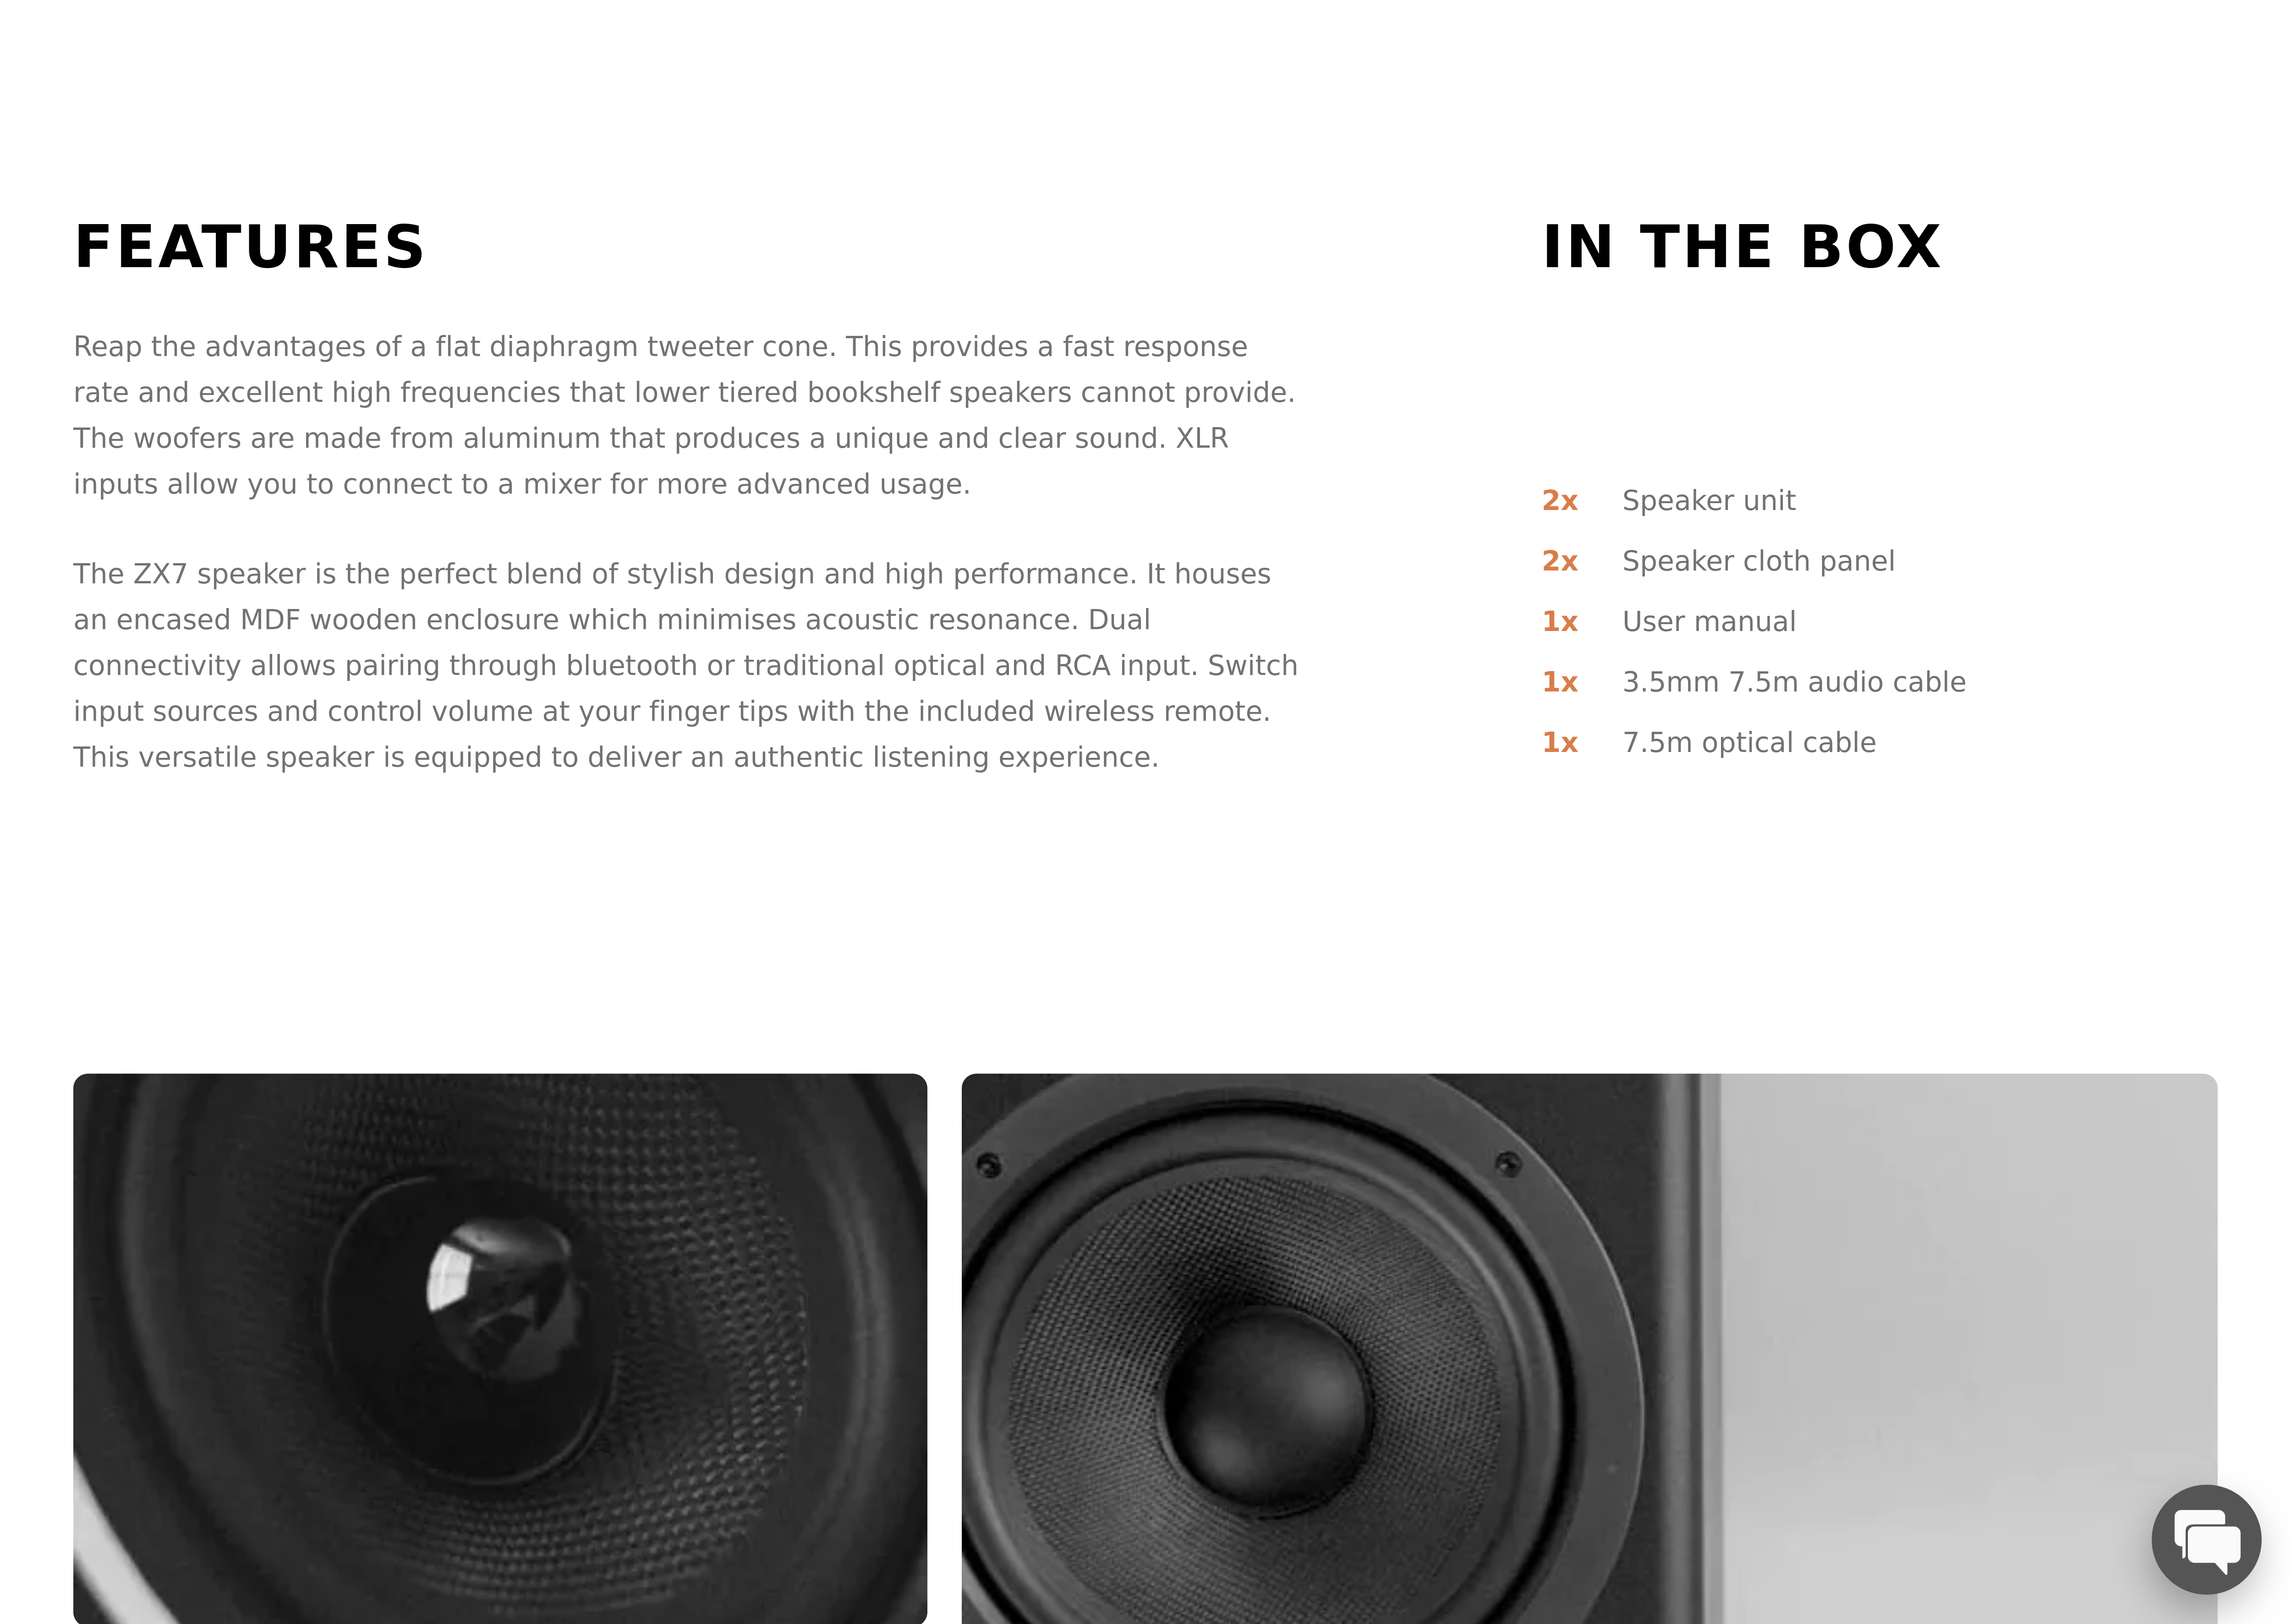 FEATURES
Reap the advantages of a flat diaphragm tweeter cone. This provides a fast response
rate and excellent high frequencies that lower tiered bookshelf speakers cannot provide.
The woofers are made from aluminum that produces a unique and clear sound. XLR
inputs allow you to connect to a mixer for more advanced usage.
The ZX7 speaker is the perfect blend of stylish design and high performance. It houses
an encased MDF wooden enclosure which minimises acoustic resonance. Dual
connectivity allows pairing through bluetooth or traditional optical and RCA input. Switch
input sources and control volume at your finger tips with the included wireless remote.
This versatile speaker is equipped to deliver an authentic listening experience.
IN THE BOX
2x Speaker unit
2x Speaker cloth panel
1x User manual
1x 3.5mm 7.5m audio cable
1x 7.5m optical cable